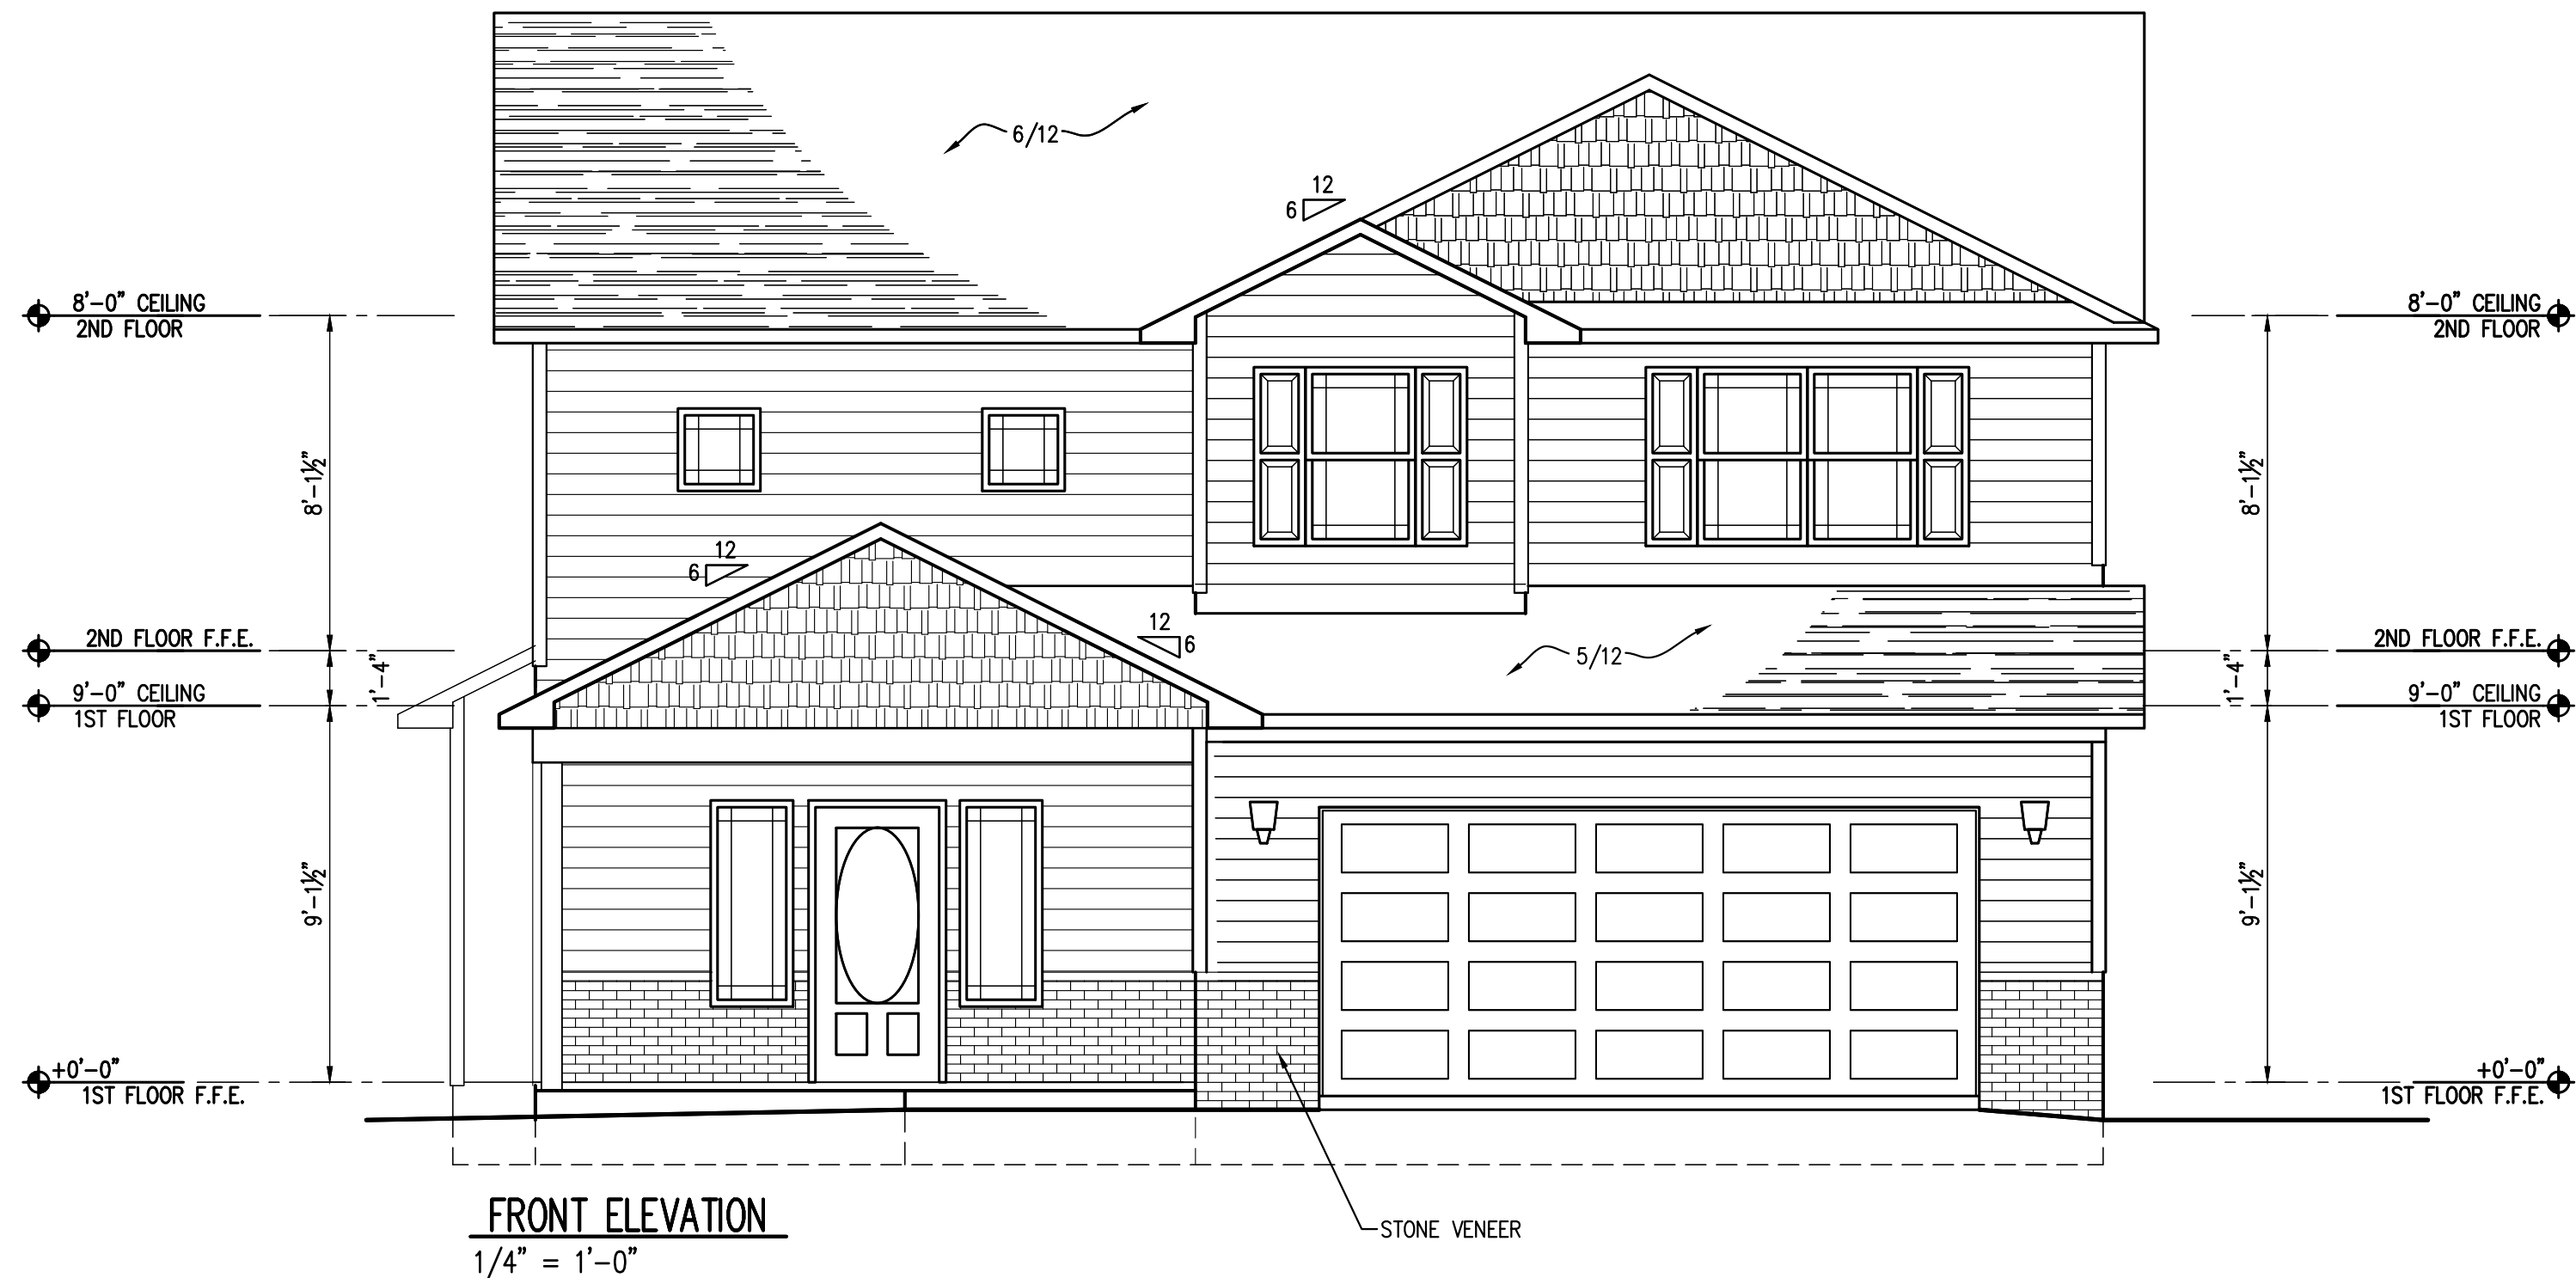 6/12
12
6
8'-0" CEILING
2ND FLOOR
8'-0" CEILING
2ND FLOOR
8'-1½"
8'-1½"
12
6
12
6
2ND FLOOR F.F.E.
5/12
2ND FLOOR F.F.E.
1'-4"
1'-4"
9'-0" CEILING
1ST FLOOR
9'-0" CEILING
1ST FLOOR
9'-1½"
9'-1½"
+0'-0"
1ST FLOOR F.F.E.
+0'-0"
1ST FLOOR F.F.E.
FRONT ELEVATION
1/4" = 1'-0"
STONE VENEER